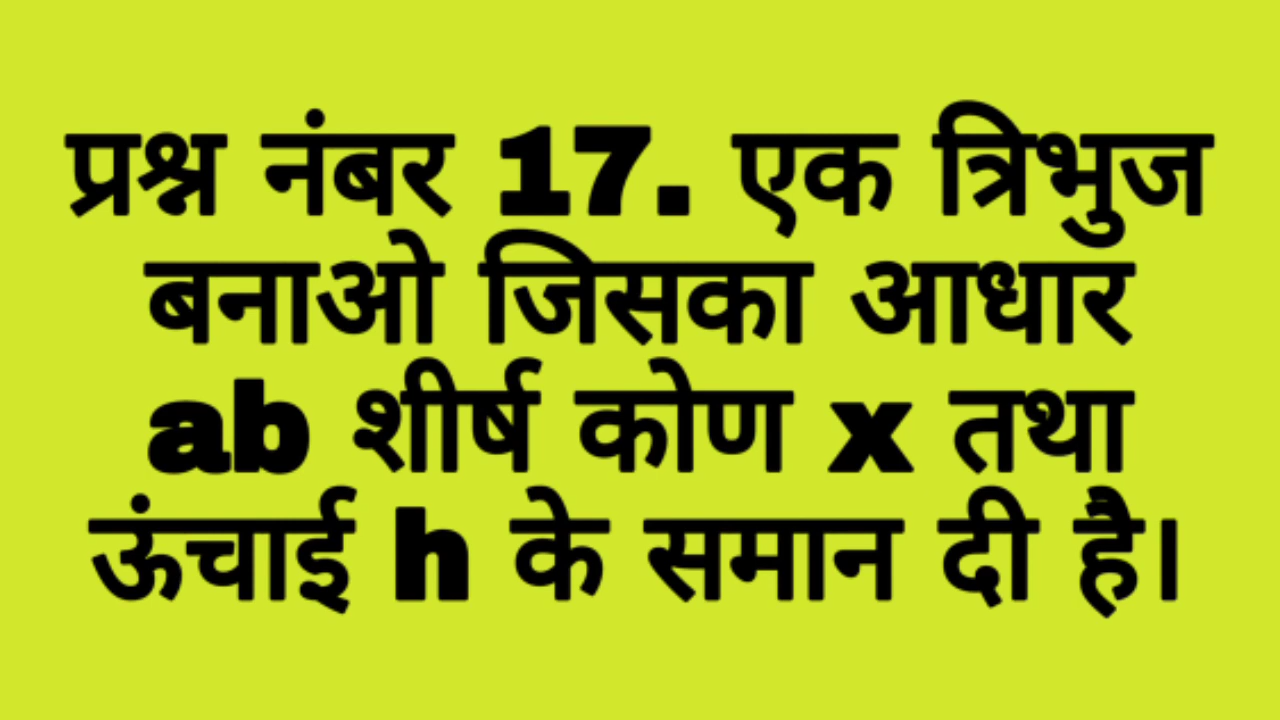 प्रश्न नंबर 17. एक त्रिभुज
बनाओ जिसका आधार
ab शीर्ष कोण x तथा
ऊंचाई h के समान दी है।